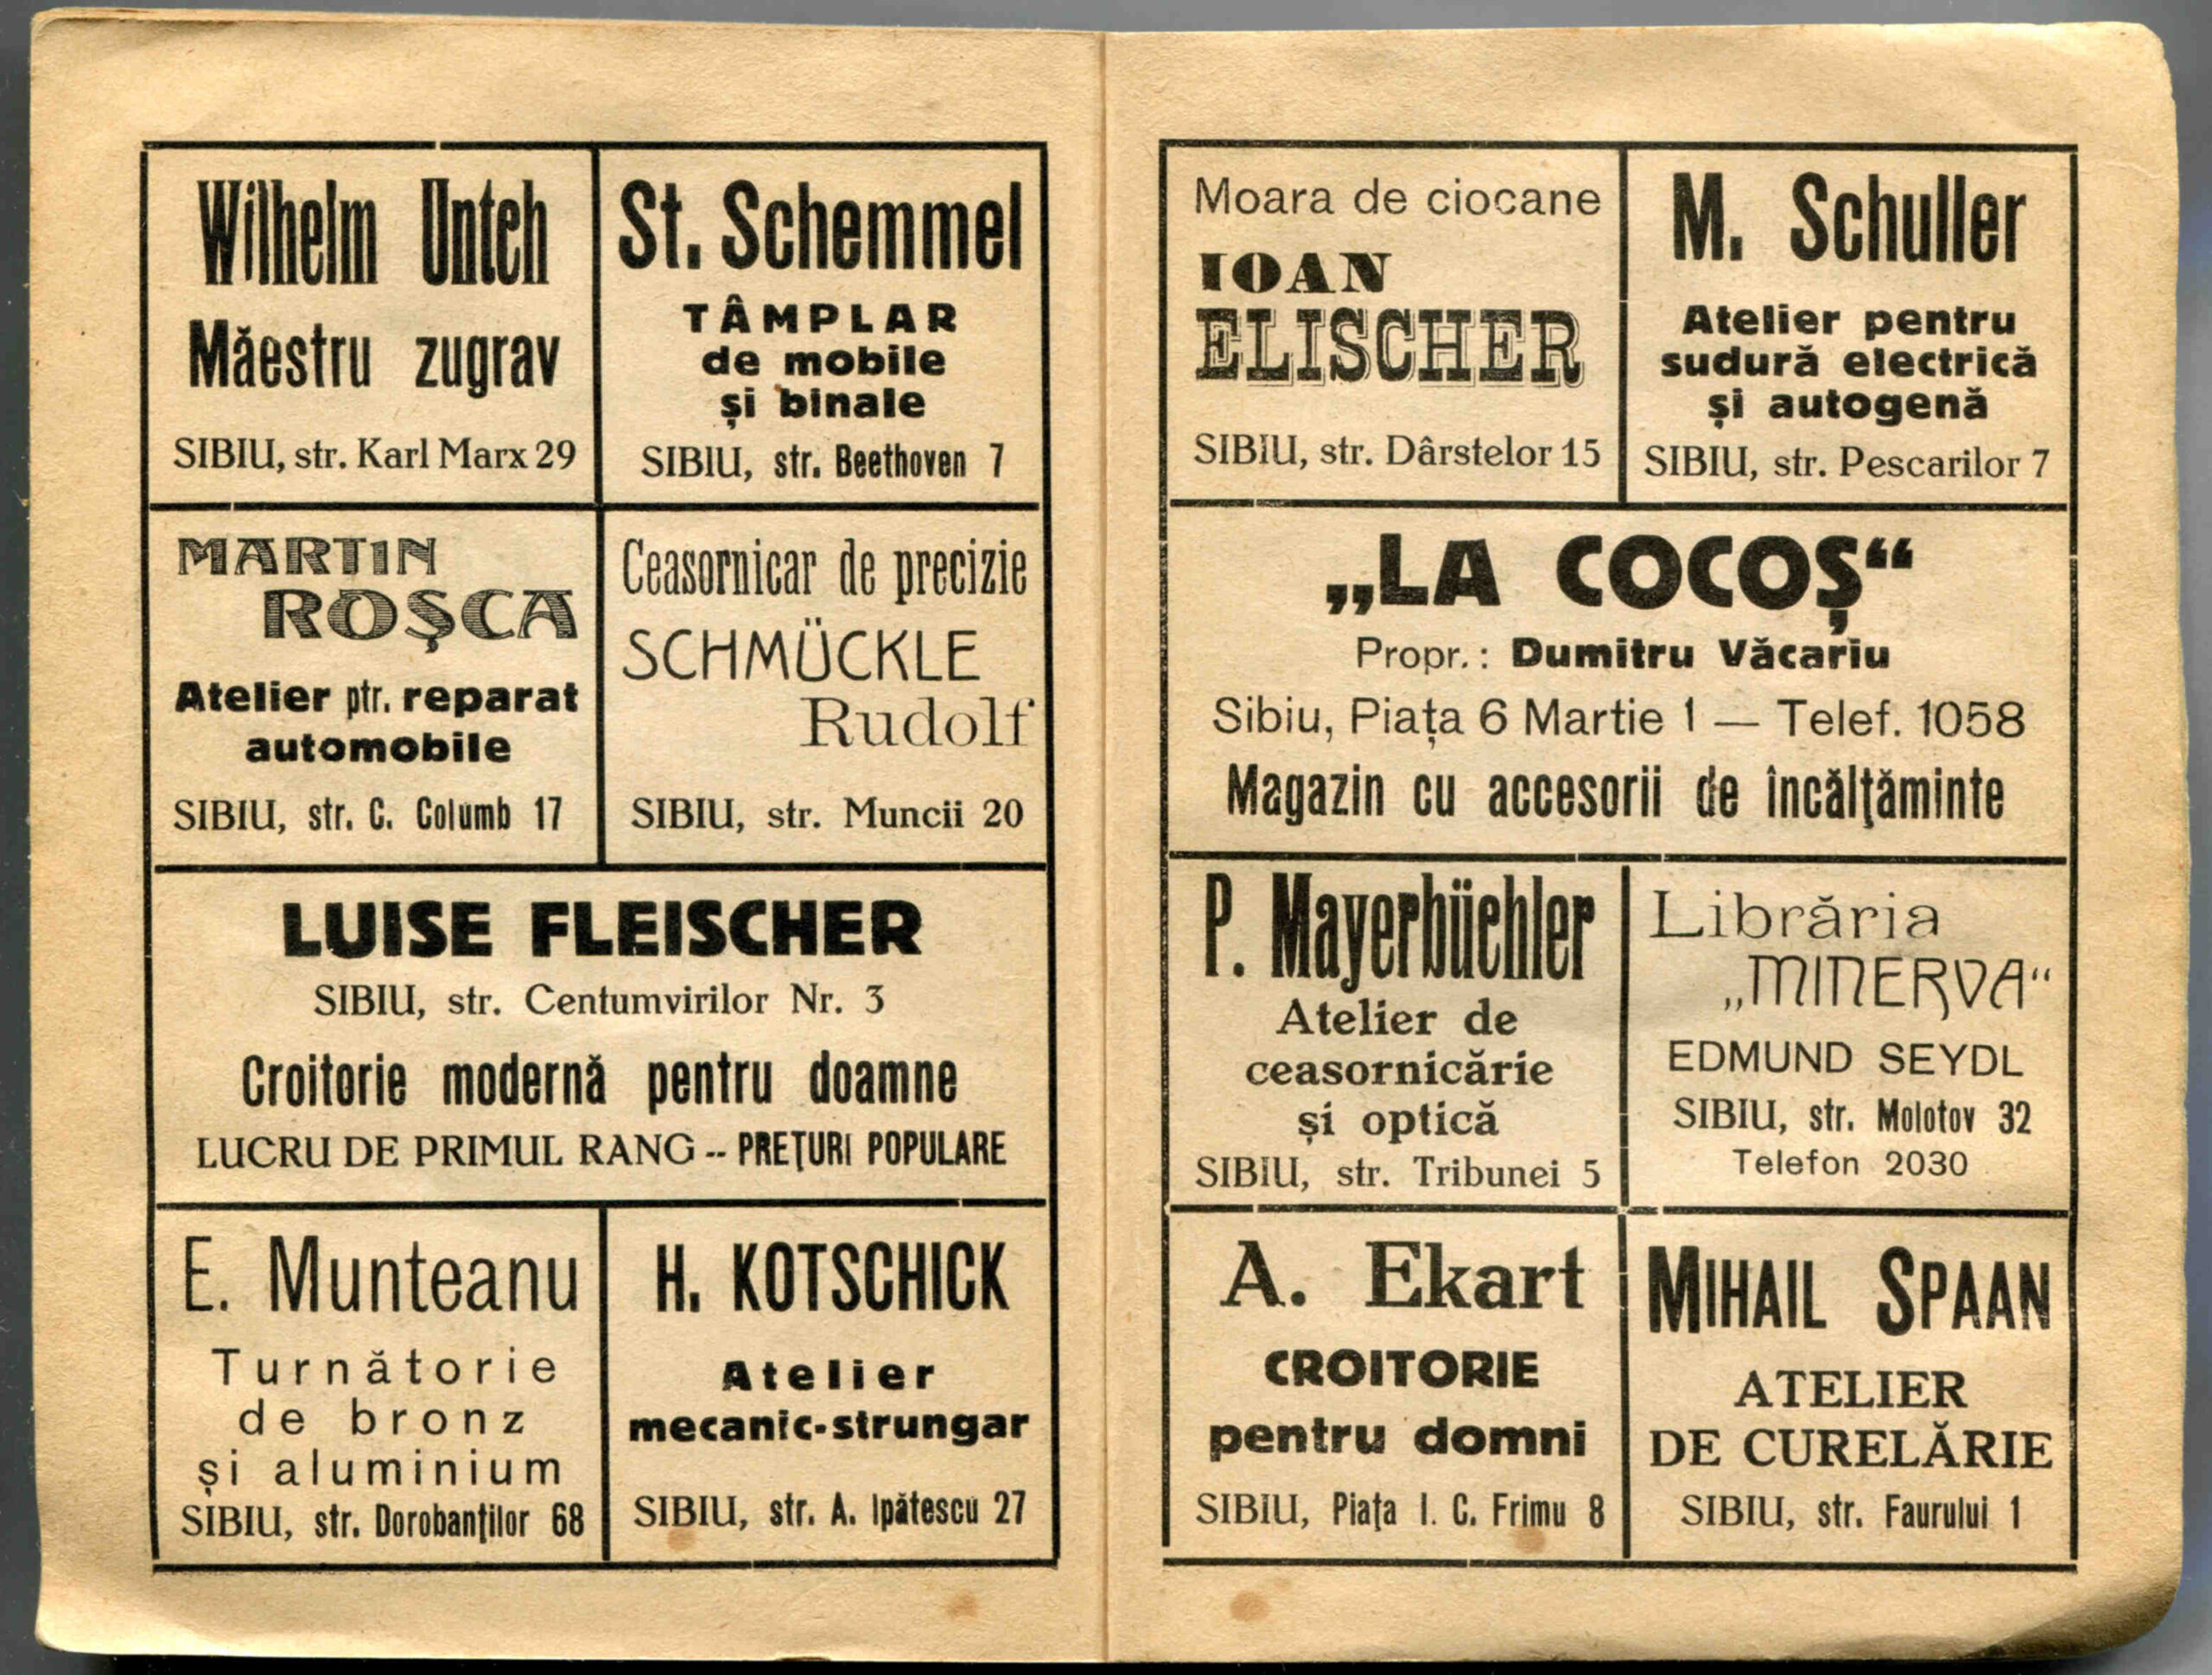 Wilhelm Unteh
Măestru zugrav
SIBIU, str. Karl Marx 29
St. Schemmel
TÂMPLAR
de mobile
și binale
SIBIU, str. Beethoven 7
MARTIN
ROȘCA
Atelier ptr. reparat
automobile
SIBIU, str. C. Columb 17
Ceasornicar de precizie
SCHMÜCKLE
Rudolf
SIBIU, str. Muncii 20
LUISE FLEISCHER
SIBIU, str. Centumvirilor Nr. 3
Croitorie modernă pentru doamne
LUCRU DE PRIMUL RANG -- PREȚURI POPULARE
E. Munteanu
Turnătorie
de bronz
și aluminium
SIBIU, str. Dorobanților 68
H. KOTSCHICK
Atelier
mecanic-strungar
SIBIU, str. A. Ipătescu 27
Moara de ciocane
IOAN
ELISCHER
SIBIU, str. Dârstelor 15
M. Schuller
Atelier pentru
sudură electrică
și autogenă
SIBIU, str. Pescarilor 7
„LA COCOȘ“
Propr.: Dumitru Văcariu
Sibiu, Piața 6 Martie 1 — Telef. 1058
Magazin cu accesorii de încălțăminte
P. Mayerbüchler
Atelier de
ceasornicărie
și optică
SIBIU, str. Tribunei 5
Librăria
„MINERVA“
EDMUND SEYDL
SIBIU, str. Molotov 32
Telefon 2030
A. Ekart
CROITORIE
pentru domni
SIBIU, Piața I. C. Frimu 8
MIHAIL SPAAN
ATELIER
DE CURELĂRIE
SIBIU, str. Faurului 1